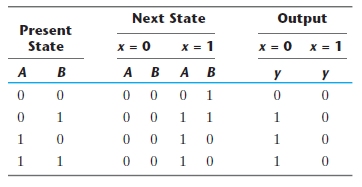 Next State Output
Present
State x = 0 x = 1 x = 0 x = 1
A B A B A B y y
0 0 0 0 0 1 0 0
0 1 0 0 1 1 1 0
1 0 0 0 1 0 1 0
1 1 0 0 1 0 1 0